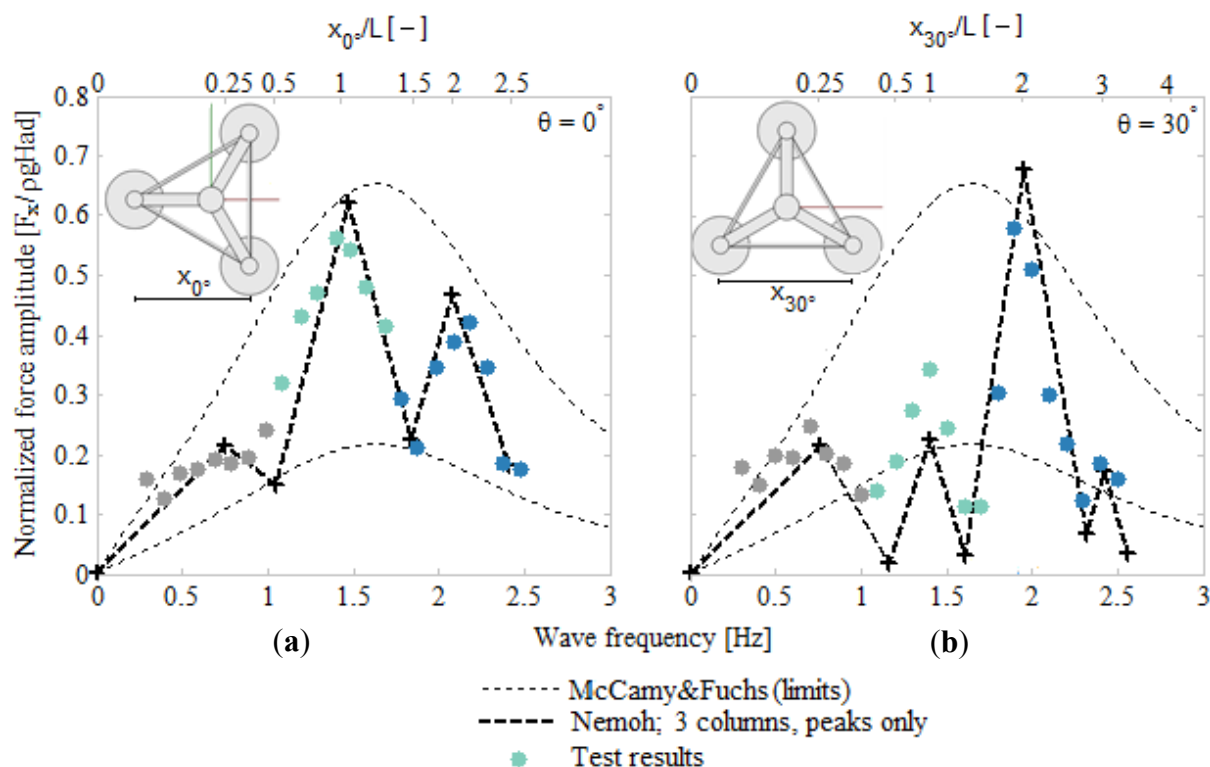 x0°/L [ − ]
0 0.25 0.5 1 1.5 2 2.5
x30°/L [ − ]
0 0.25 0.5 1 2 3 4
Normalized force amplitude [Fx/ ρgHad]
0.8
0.7
0.6
0.5
0.4
0.3
0.2
0.1
0
θ = 0°
x0°
θ = 30°
x30°
0 0.5 1 1.5 2 2.5 3
0 0.5 1 1.5 2 2.5 3
(a)
Wave frequency [Hz]
(b)
McCamy&Fuchs (limits)
Nemoh; 3 columns, peaks only
Test results